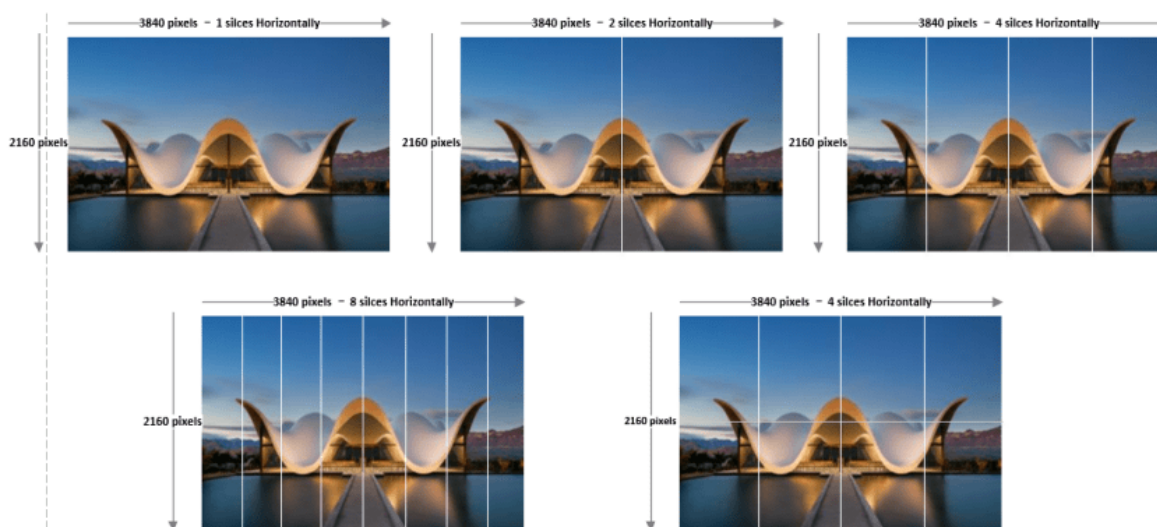 3840 pixels – 1 silces Horizontally
3840 pixels – 2 silces Horizontally
3840 pixels – 4 silces Horizontally
2160 pixels
2160 pixels
2160 pixels
3840 pixels – 8 silces Horizontally
3840 pixels – 4 silces Horizontally
2160 pixels
2160 pixels